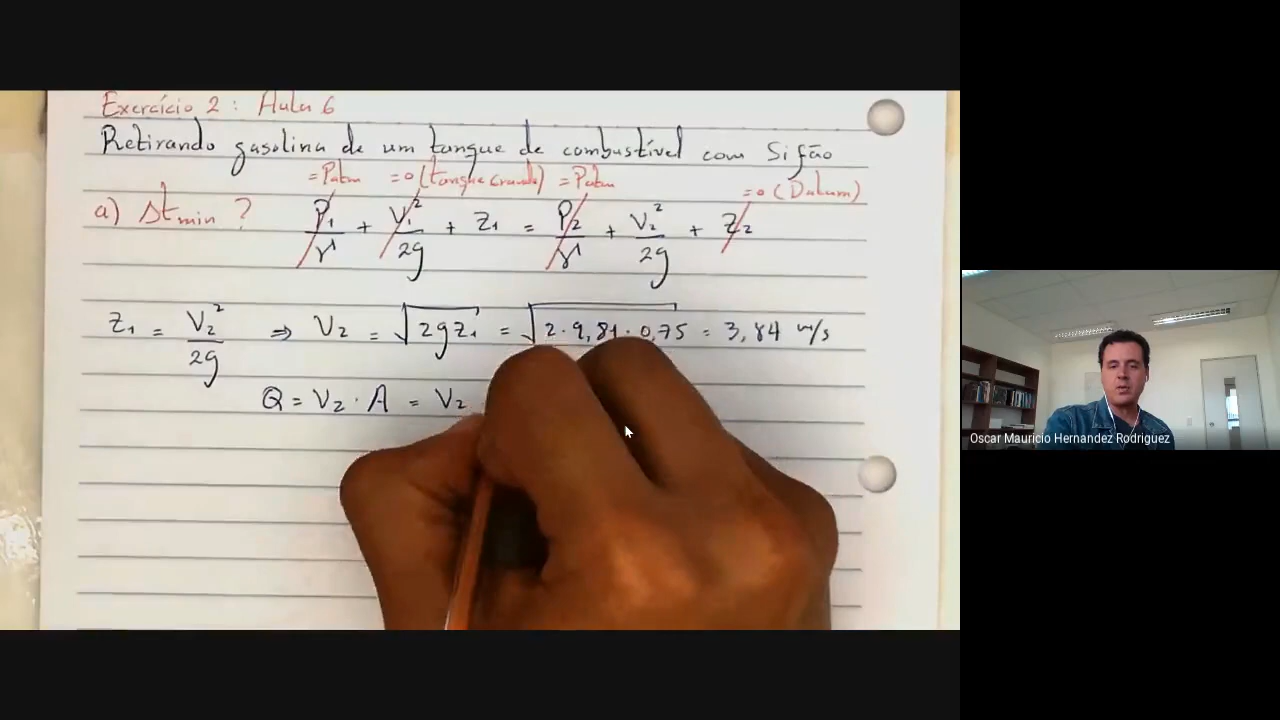 Exercício 2 : Aula 6
Retirando gasolina de um tanque de combustível com Sifão
=Patm =0 (tanque Grande) =Patm =0 (Datum)
a) Δtmin ? P1/γ + V1²/2g + Z1 = P2/γ + V2²/2g + Z2
Z1 = V2²/2g ⇒ V2 = √2gZ1 = √2·9,81·0,75 = 3,84 m/s
Q = V2 · A = V2
Oscar Mauricio Hernandez Rodriguez